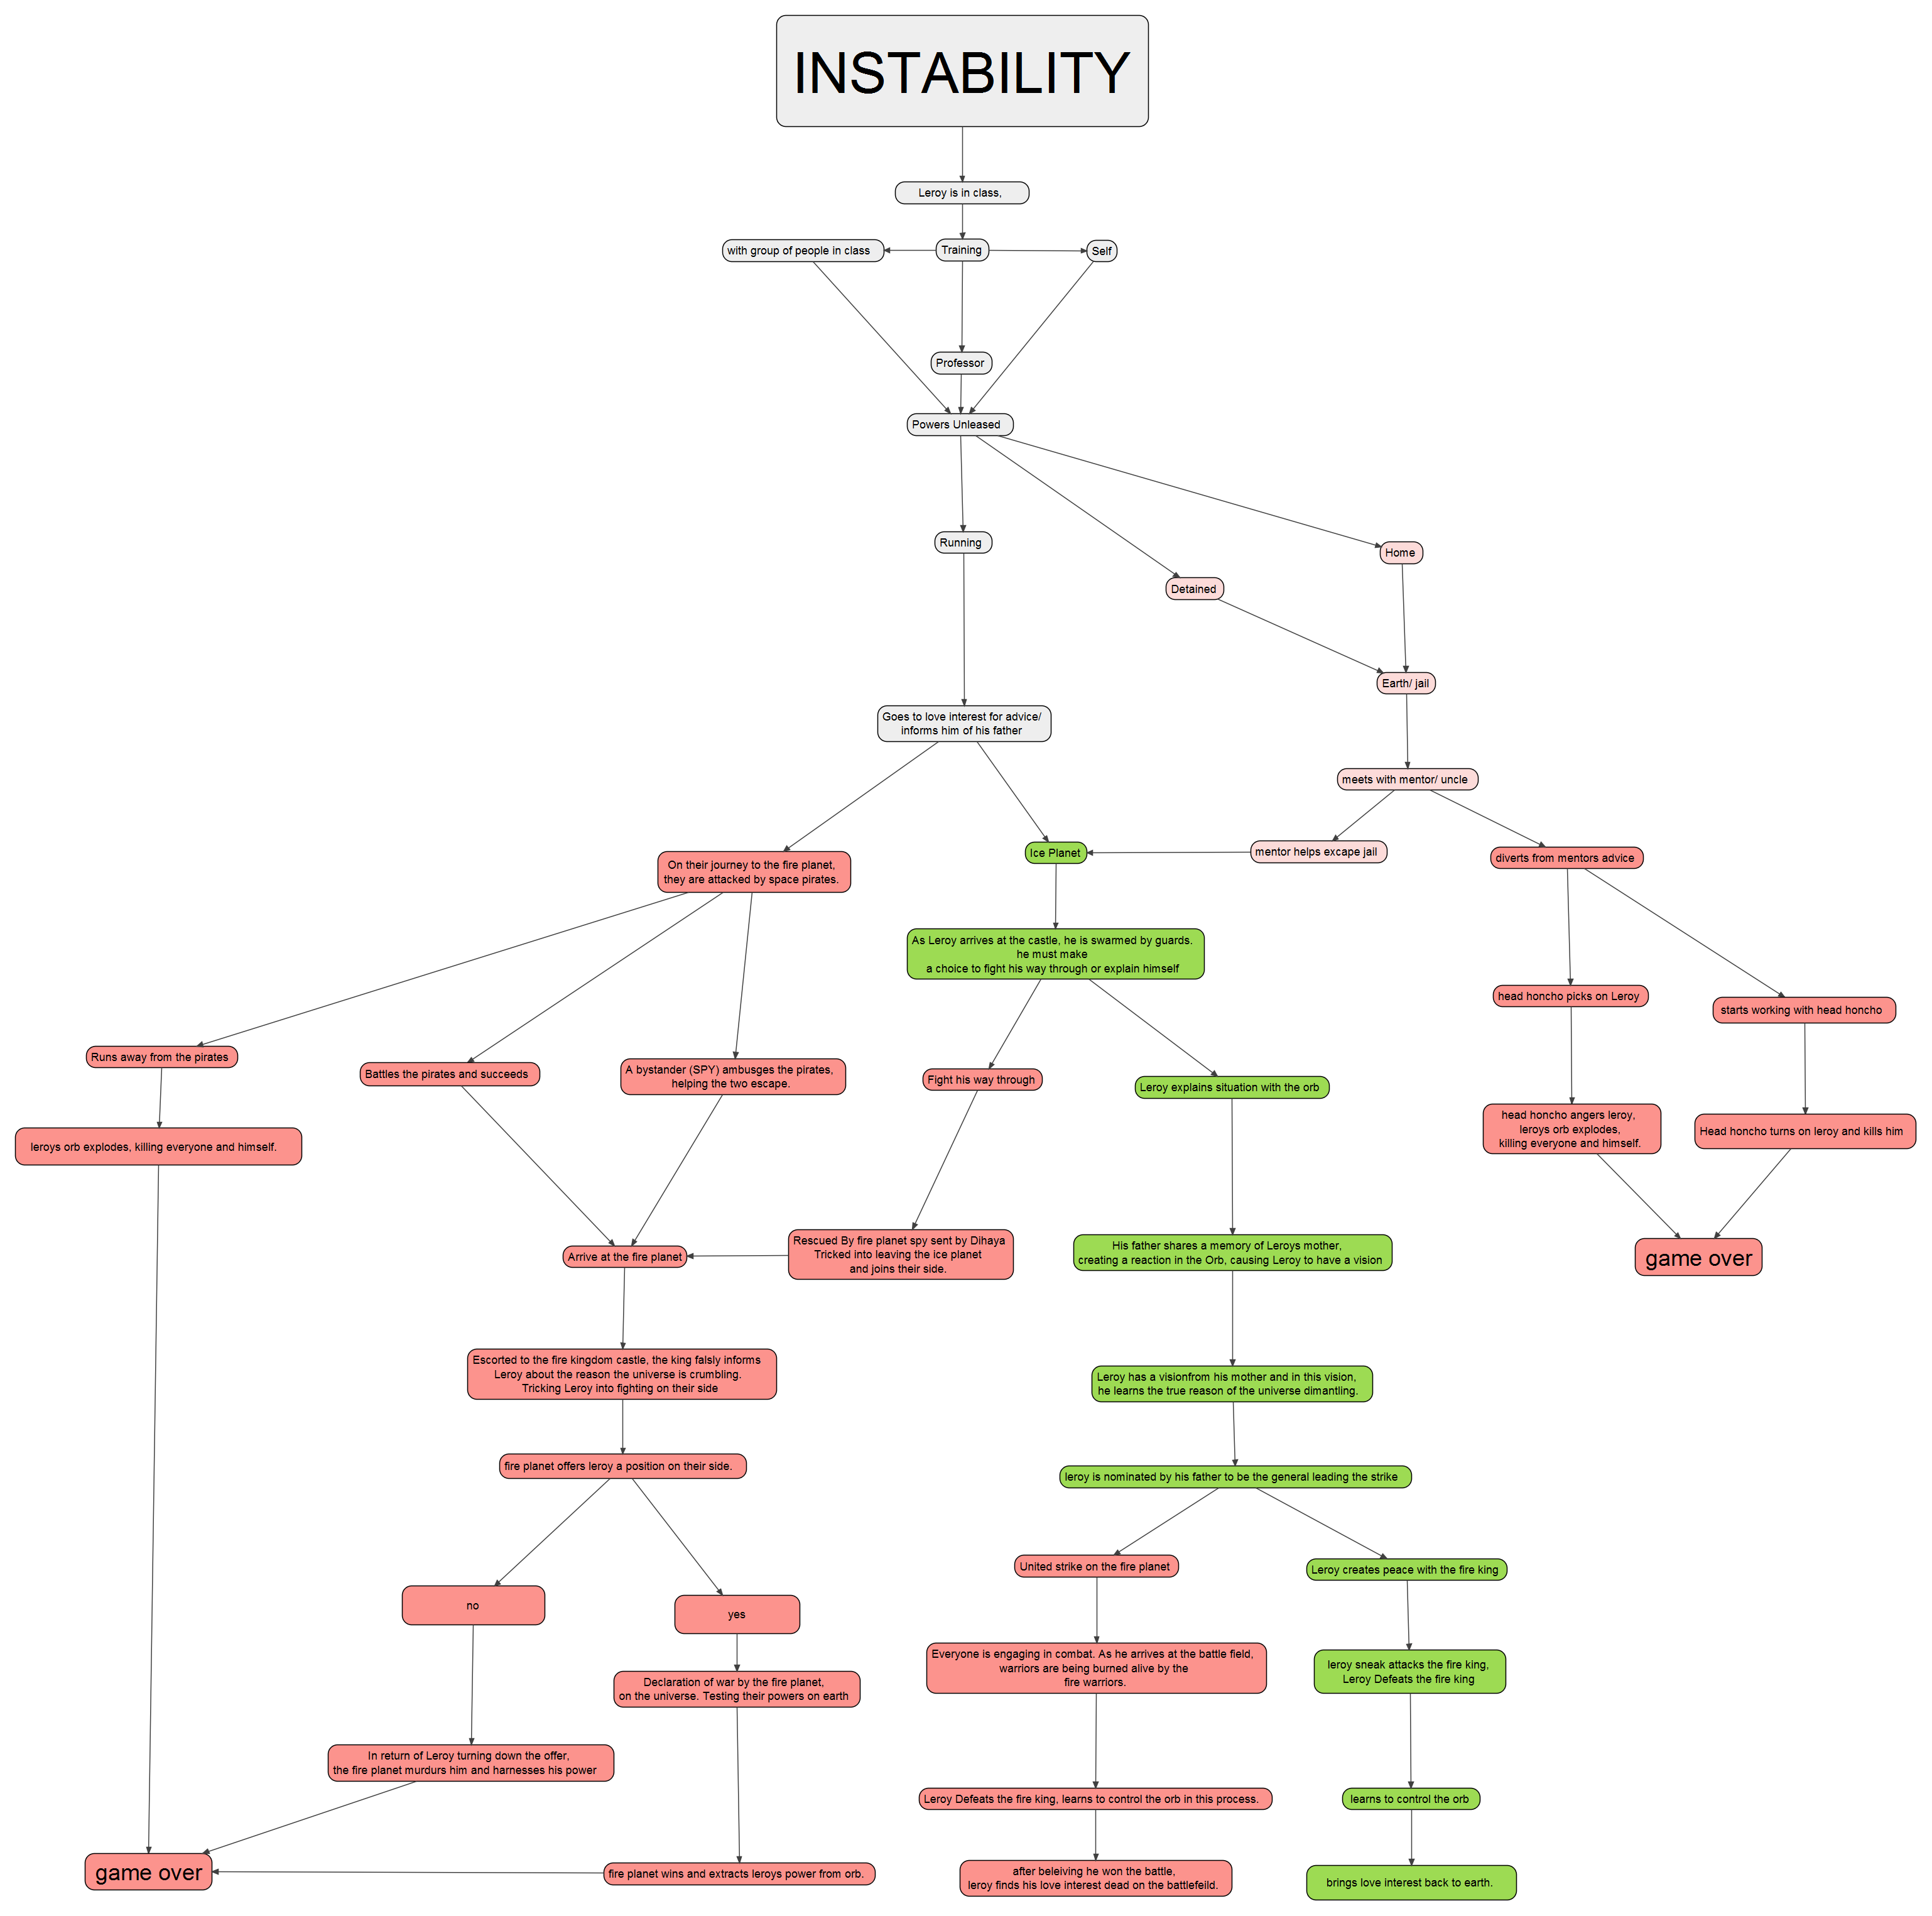 INSTABILITY
Leroy is in class,
with group of people in class
Training
Self
Professor
Powers Unleased
Running
Home
Detained
Earth/ jail
Goes to love interest for advice/
informs him of his father
meets with mentor/ uncle
On their journey to the fire planet,
they are attacked by space pirates.
Ice Planet
mentor helps excape jail
diverts from mentors advice
As Leroy arrives at the castle, he is swarmed by guards.
he must make
a choice to fight his way through or explain himself
head honcho picks on Leroy
starts working with head honcho
Runs away from the pirates
Battles the pirates and succeeds
A bystander (SPY) ambusges the pirates,
helping the two escape.
Fight his way through
Leroy explains situation with the orb
leroys orb explodes, killing everyone and himself.
head honcho angers leroy,
leroys orb explodes,
killing everyone and himself.
Head honcho turns on leroy and kills him
Arrive at the fire planet
Rescued By fire planet spy sent by Dihaya
Tricked into leaving the ice planet
and joins their side.
His father shares a memory of Leroys mother,
creating a reaction in the Orb, causing Leroy to have a vision
game over
Escorted to the fire kingdom castle, the king falsly informs
Leroy about the reason the universe is crumbling.
Tricking Leroy into fighting on their side
Leroy has a visionfrom his mother and in this vision,
he learns the true reason of the universe dimantling.
fire planet offers leroy a position on their side.
leroy is nominated by his father to be the general leading the strike
no
yes
United strike on the fire planet
Leroy creates peace with the fire king
Declaration of war by the fire planet,
on the universe. Testing their powers on earth
Everyone is engaging in combat. As he arrives at the battle field,
warriors are being burned alive by the
fire warriors.
leroy sneak attacks the fire king,
Leroy Defeats the fire king
In return of Leroy turning down the offer,
the fire planet murdurs him and harnesses his power
Leroy Defeats the fire king, learns to control the orb in this process.
learns to control the orb
game over
fire planet wins and extracts leroys power from orb.
after beleiving he won the battle,
leroy finds his love interest dead on the battlefeild.
brings love interest back to earth.